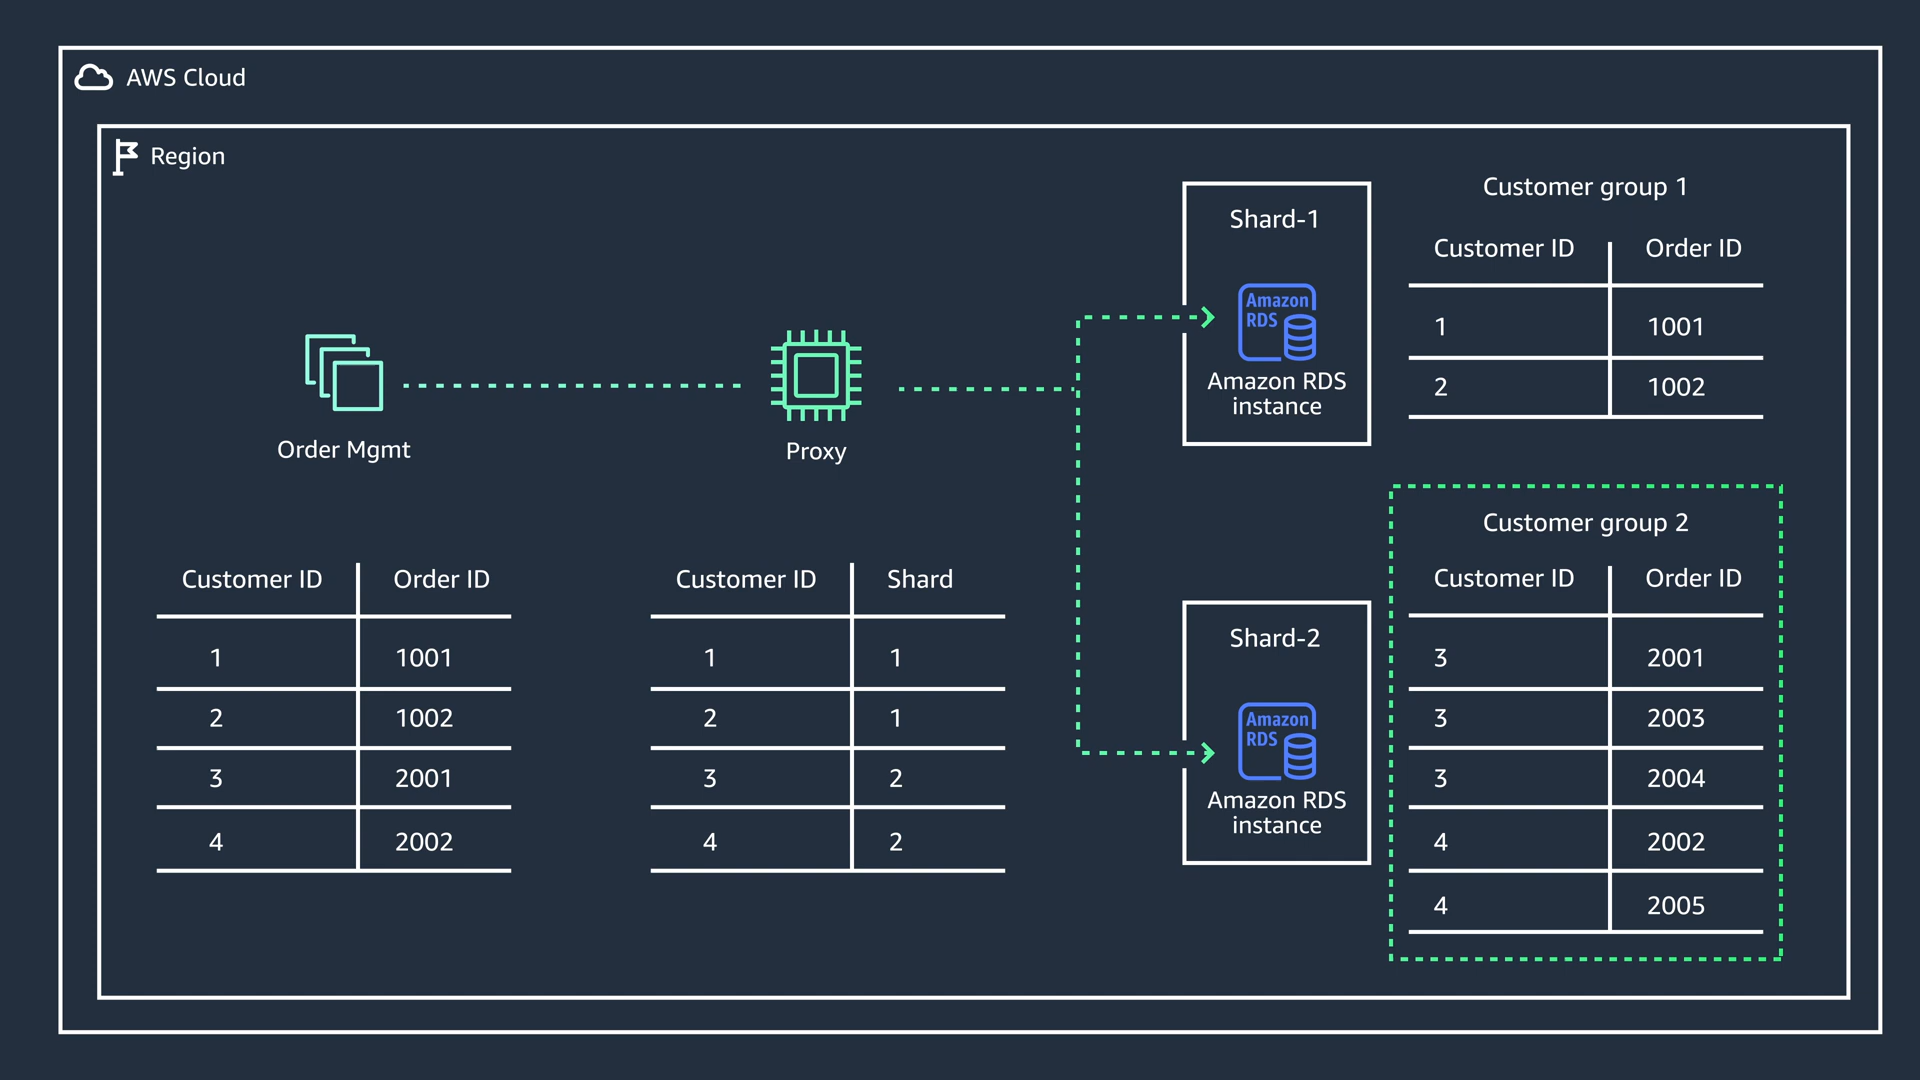 AWS Cloud
Region
Order Mgmt
Proxy
Customer ID Order ID
1 1001
2 1002
3 2001
4 2002
Customer ID Shard
1 1
2 1
3 2
4 2
Shard-1
Amazon
RDS
Amazon RDS
instance
Customer group 1
Customer ID Order ID
1 1001
2 1002
Shard-2
Amazon
RDS
Amazon RDS
instance
Customer group 2
Customer ID Order ID
3 2001
3 2003
3 2004
4 2002
4 2005